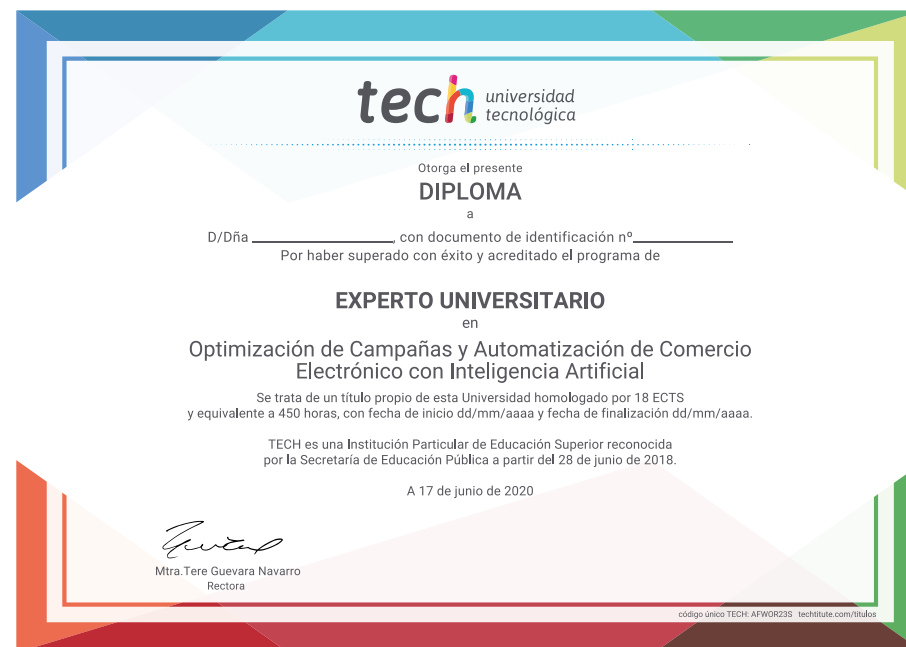 tech universidad
tecnológica
Otorga el presente
DIPLOMA
a
D/Dña ____________________, con documento de identificación nº______________
Por haber superado con éxito y acreditado el programa de
EXPERTO UNIVERSITARIO
en
Optimización de Campañas y Automatización de Comercio
Electrónico con Inteligencia Artificial
Se trata de un título propio de esta Universidad homologado por 18 ECTS
y equivalente a 450 horas, con fecha de inicio dd/mm/aaaa y fecha de finalización dd/mm/aaaa.
TECH es una Institución Particular de Educación Superior reconocida
por la Secretaría de Educación Pública a partir del 28 de junio de 2018.
A 17 de junio de 2020
Mtra.Tere Guevara Navarro
Rectora
código único TECH: AFWOR23S techtitute.com/titulos